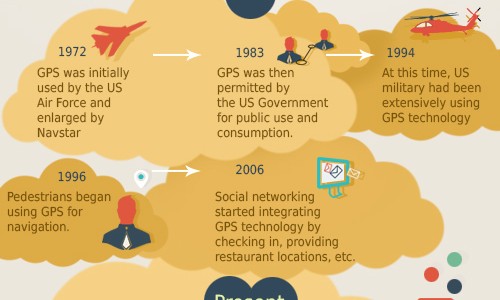 1972
GPS was initially
used by the US
Air Force and
enlarged by
Navstar
1983
GPS was then
permitted by
the US Government
for public use and
consumption.
1994
At this time, US
military had been
extensively using
GPS technology
1996
Pedestrians began
using GPS for
navigation.
2006
Social networking
started integrating
GPS technology by
checking in, providing
restaurant locations, etc.
Present